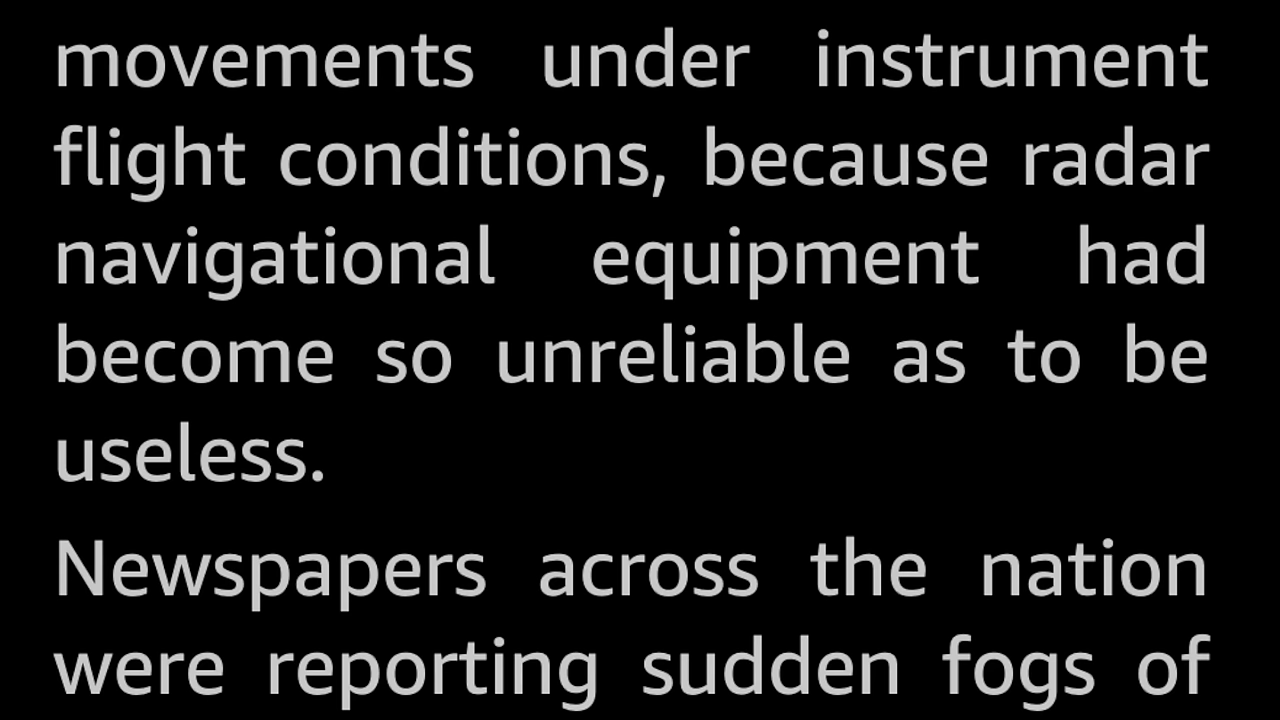 movements under instrument
flight conditions, because radar
navigational equipment had
become so unreliable as to be
useless.
Newspapers across the nation
were reporting sudden fogs of